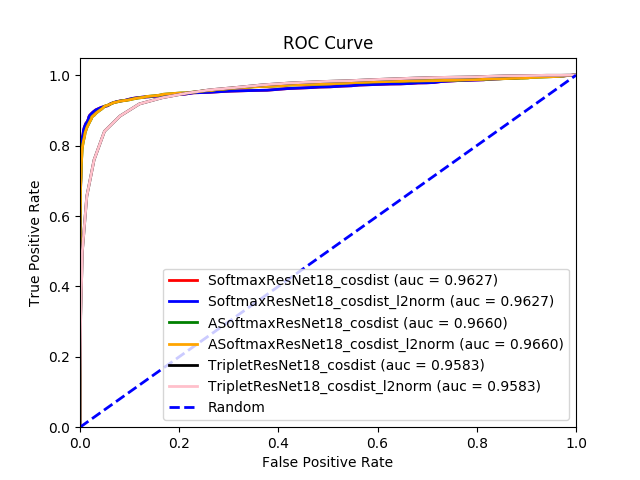 ROC Curve
1.0
0.8
0.6
0.4
0.2
0.0
True Positive Rate
SoftmaxResNet18_cosdist (auc = 0.9627)
SoftmaxResNet18_cosdist_l2norm (auc = 0.9627)
ASoftmaxResNet18_cosdist (auc = 0.9660)
ASoftmaxResNet18_cosdist_l2norm (auc = 0.9660)
TripletResNet18_cosdist (auc = 0.9583)
TripletResNet18_cosdist_l2norm (auc = 0.9583)
Random
0.0 0.2 0.4 0.6 0.8 1.0
False Positive Rate